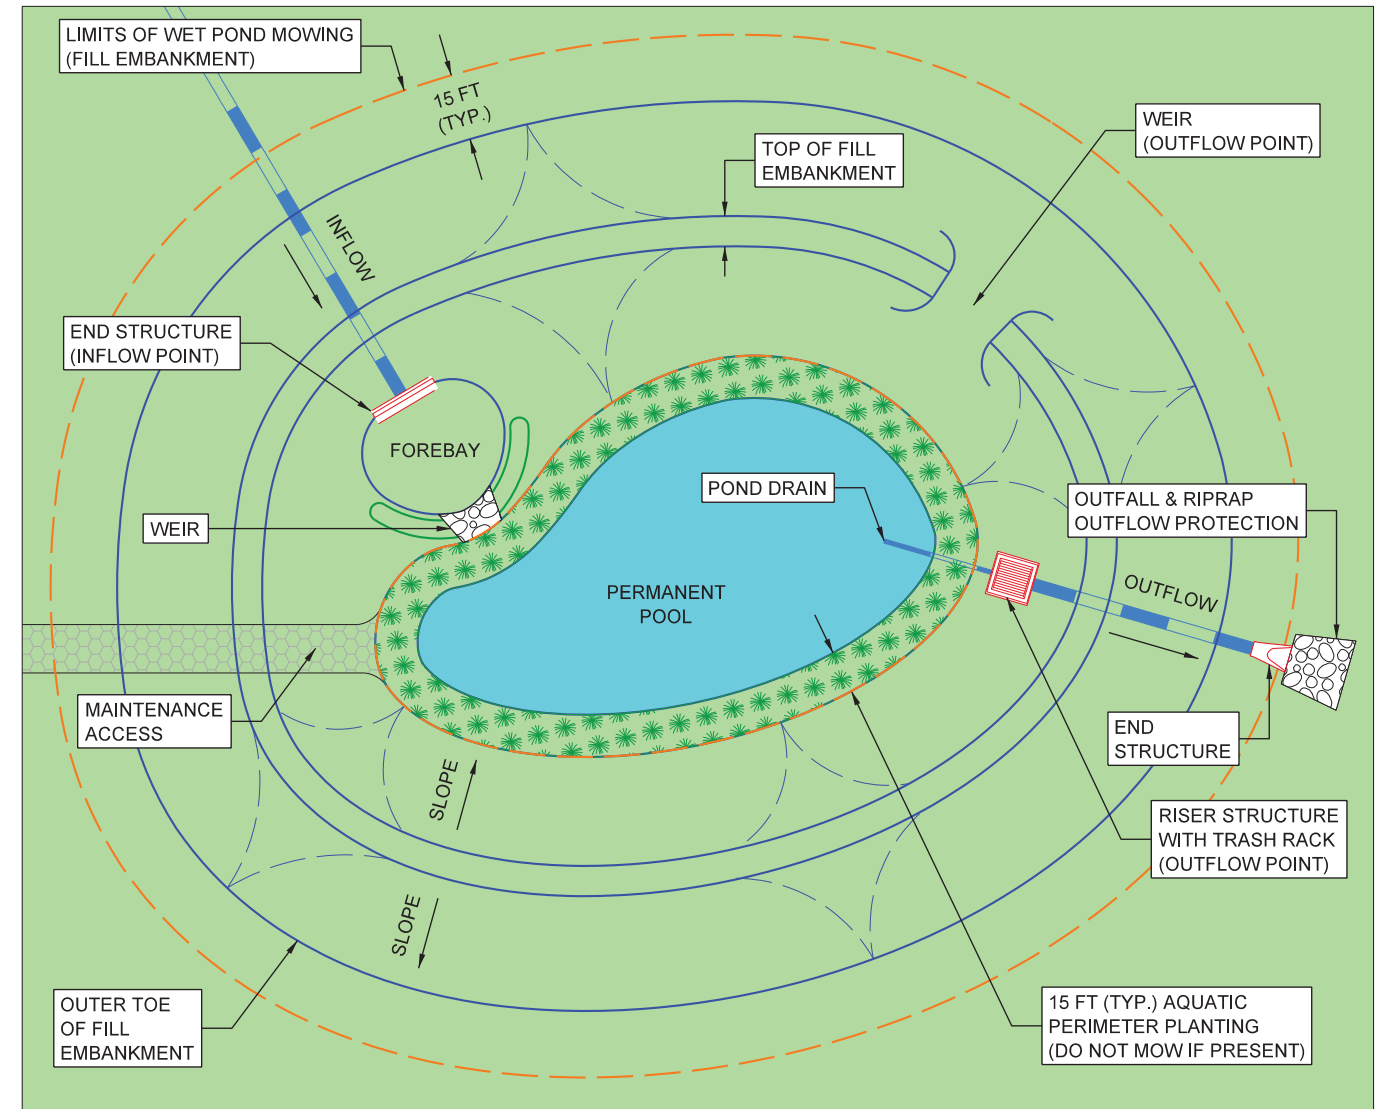 LIMITS OF WET POND MOWING
(FILL EMBANKMENT)
15 FT
(TYP.)
WEIR
(OUTFLOW POINT)
TOP OF FILL
EMBANKMENT
INFLOW
END STRUCTURE
(INFLOW POINT)
FOREBAY
POND DRAIN
OUTFALL & RIPRAP
OUTFLOW PROTECTION
WEIR
PERMANENT
POOL
OUTFLOW
MAINTENANCE
ACCESS
END
STRUCTURE
SLOPE
RISER STRUCTURE
WITH TRASH RACK
(OUTFLOW POINT)
SLOPE
OUTER TOE
OF FILL
EMBANKMENT
15 FT (TYP.) AQUATIC
PERIMETER PLANTING
(DO NOT MOW IF PRESENT)